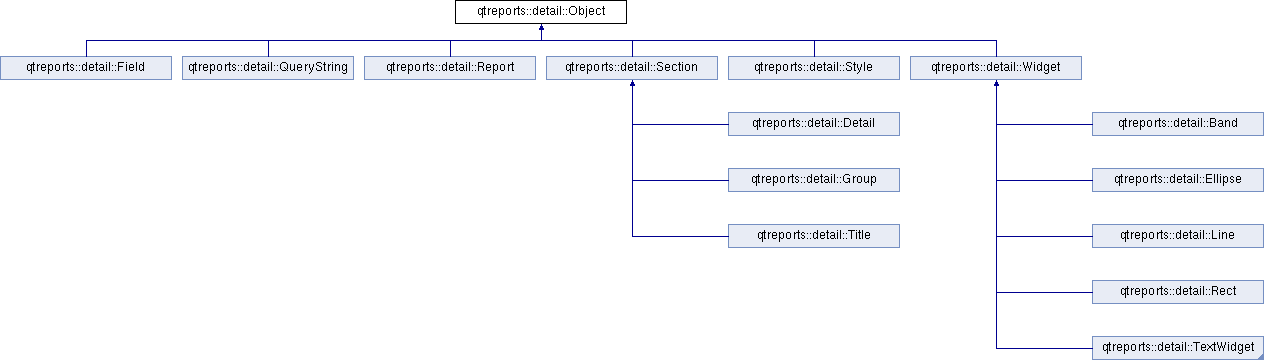 qtreports::detail::Object
qtreports::detail::Field
qtreports::detail::QueryString
qtreports::detail::Report
qtreports::detail::Section
qtreports::detail::Style
qtreports::detail::Widget
qtreports::detail::Detail
qtreports::detail::Band
qtreports::detail::Group
qtreports::detail::Ellipse
qtreports::detail::Title
qtreports::detail::Line
qtreports::detail::Rect
qtreports::detail::TextWidget